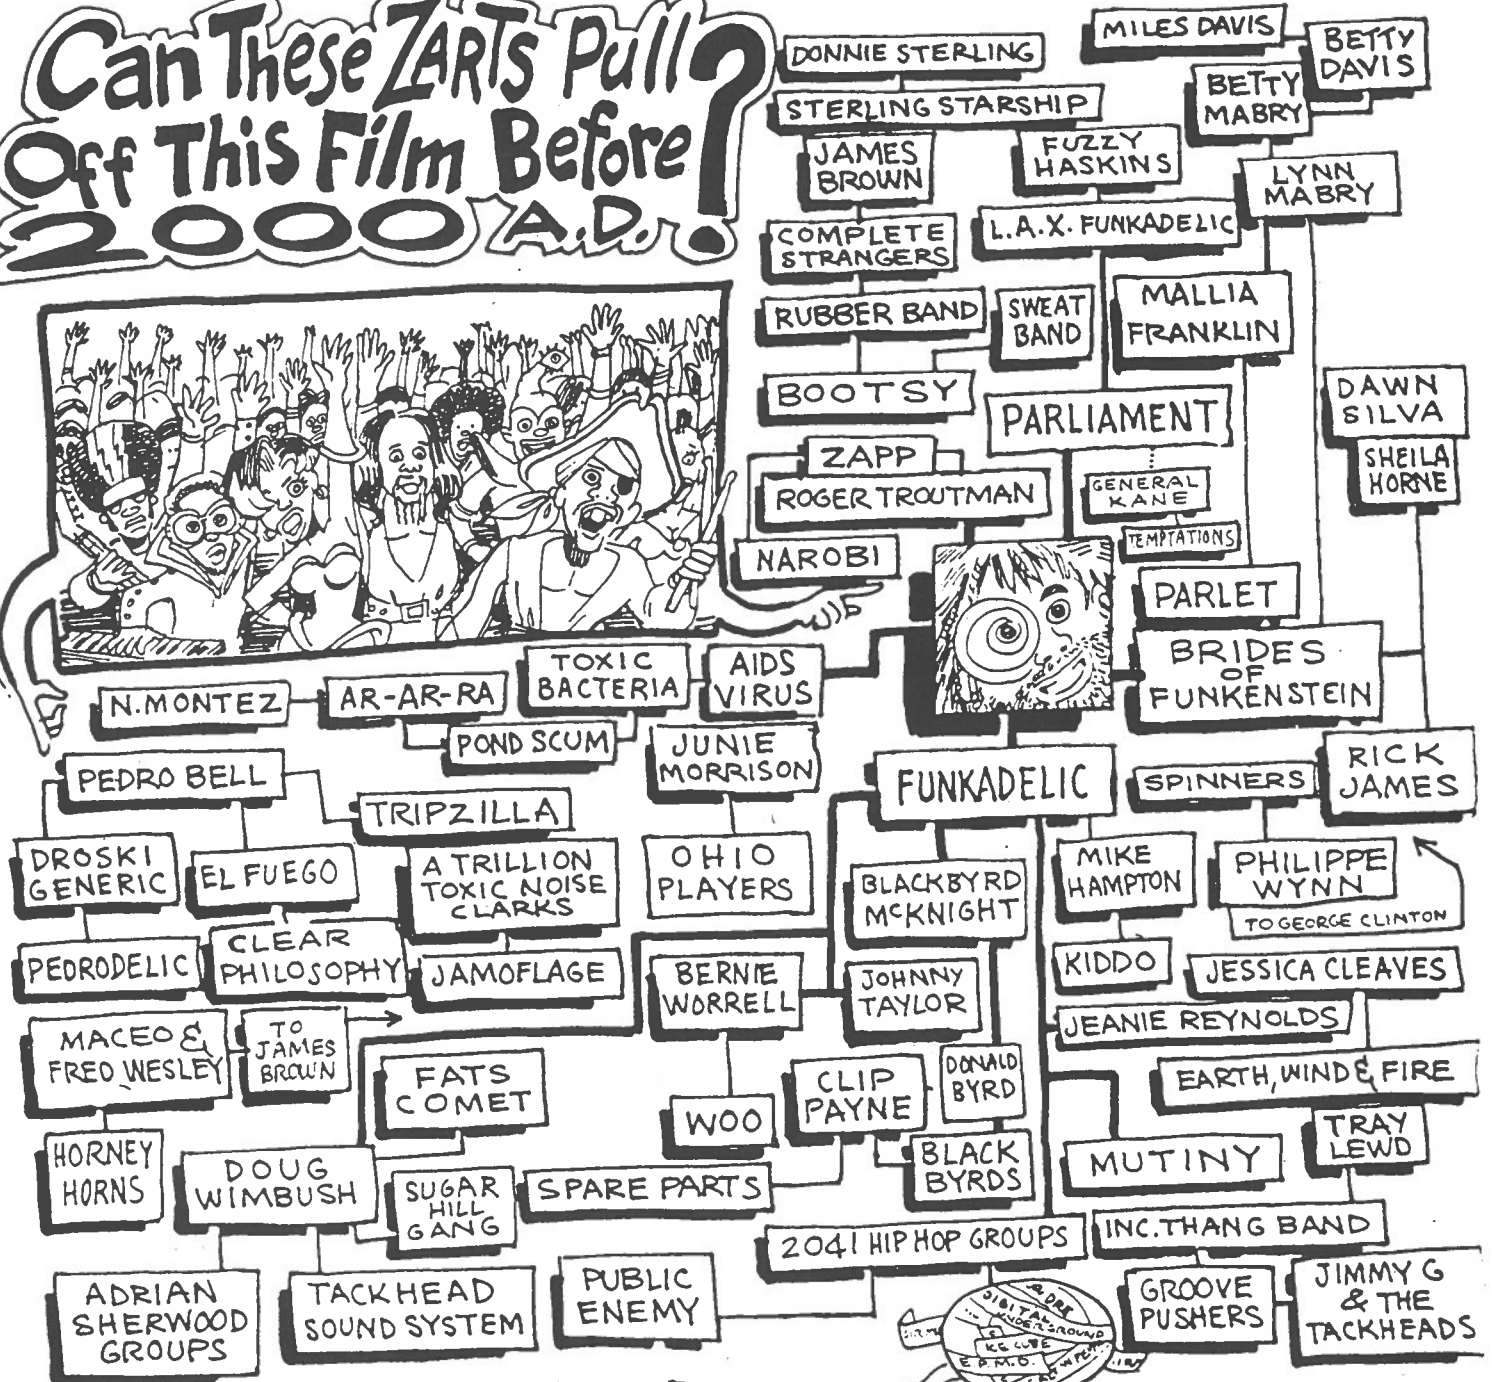 Can These ZARTs Pull
Off This Film Before
2000 A.D.?
DONNIE STERLING
STERLING STARSHIP
JAMES
BROWN
FUZZY
HASKINS
MILES DAVIS
BETTY
DAVIS
BETTY
MABRY
LYNN
MABRY
COMPLETE
STRANGERS
L.A.X. FUNKADELIC
RUBBER BAND
SWEAT
BAND
MALLIA
FRANKLIN
BOOTSY
PARLIAMENT
DAWN
SILVA
SHEILA
HORNE
ZAPP
ROGER TROUTMAN
GENERAL
KANE
TEMPTATIONS
NAROBI
PARLET
BRIDES
OF
FUNKENSTEIN
N. MONTEZ
AR-AR-RA
TOXIC
BACTERIA
AIDS
VIRUS
POND SCUM
JUNIE
MORRISON
PEDRO BELL
TRIPZILLA
FUNKADELIC
SPINNERS
RICK
JAMES
DROSKI
GENERIC
EL FUEGO
A TRILLION
TOXIC NOISE
CLARKS
OHIO
PLAYERS
BLACKBYRD
McKNIGHT
MIKE
HAMPTON
PHILIPPE
WYNN
TO GEORGE CLINTON
PEDRODELIC
CLEAR
PHILOSOPHY
JAMOFLAGE
BERNIE
WORRELL
JOHNNY
TAYLOR
KIDDO
JESSICA CLEAVES
MACEO &
FRED WESLEY
TO
JAMES
BROWN
JEANIE REYNOLDS
FATS
COMET
WOO
CLIP
PAYNE
DONALD
BYRD
EARTH, WIND & FIRE
TRAY
LEWD
HORNEY
HORNS
DOUG
WIMBUSH
SUGAR
HILL
GANG
SPARE PARTS
BLACK
BYRDS
MUTINY
2041 HIP HOP GROUPS
INC. THANG BAND
ADRIAN
SHERWOOD
GROUPS
TACKHEAD
SOUND SYSTEM
PUBLIC
ENEMY
GROOVE
PUSHERS
JIMMY G
& THE
TACKHEADS
DR. DRE
DIGITAL
UNDERGROUND
ICE CUBE
E.P.M.D.